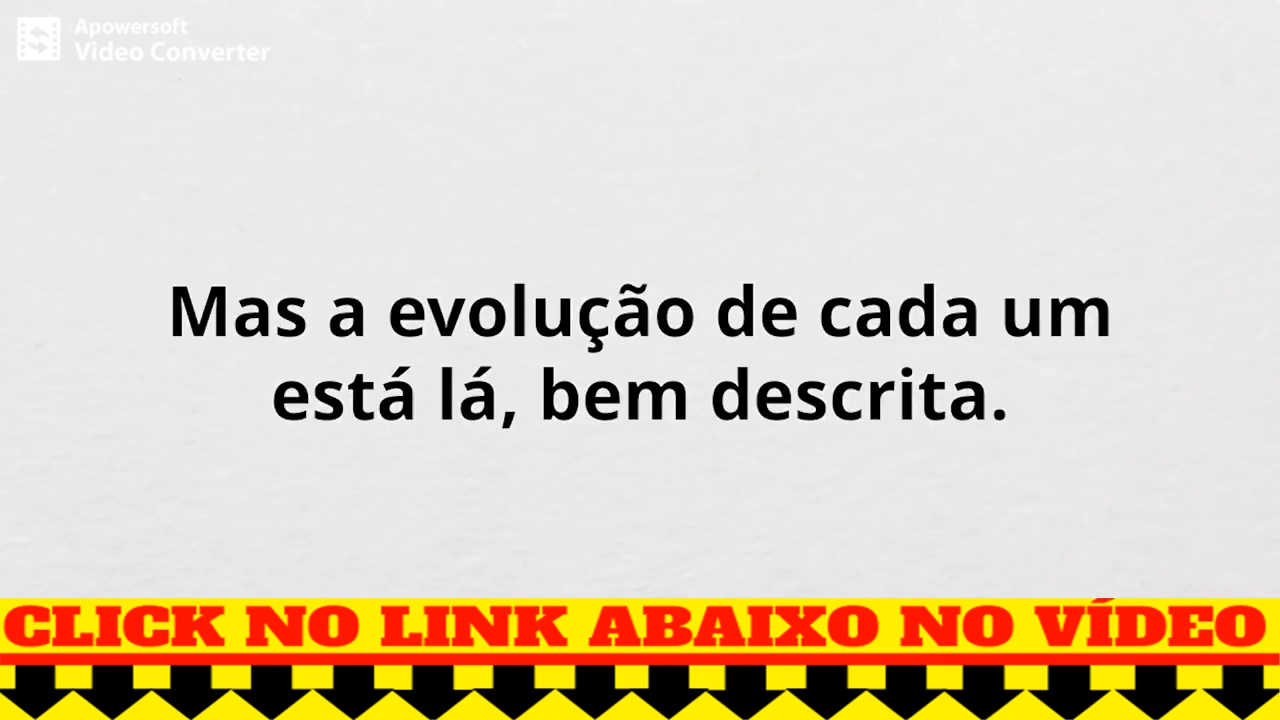 Apowersoft
Video Converter
Mas a evolução de cada um
está lá, bem descrita.
CLICK NO LINK ABAIXO NO VÍDEO